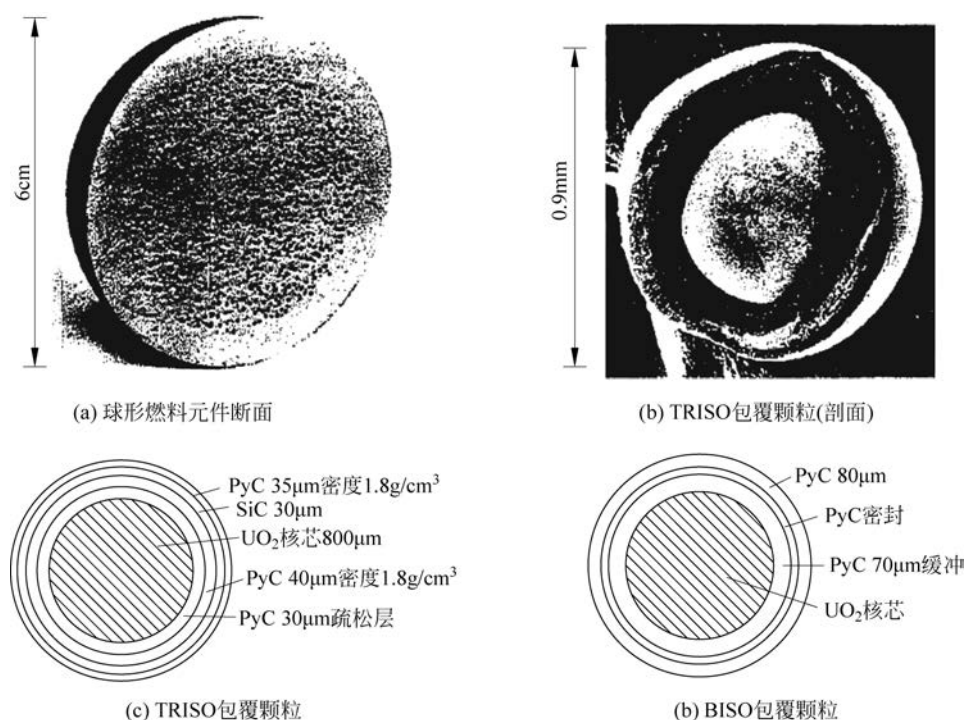 6cm
0.9mm
(a) 球形燃料元件断面
(b) TRISO包覆颗粒(剖面)
PyC 35μm密度1.8g/cm³
SiC 30μm
UO₂核芯800μm
PyC 40μm密度1.8g/cm³
PyC 30μm疏松层
(c) TRISO包覆颗粒
PyC 80μm
PyC密封
PyC 70μm缓冲
UO₂核芯
(b) BISO包覆颗粒